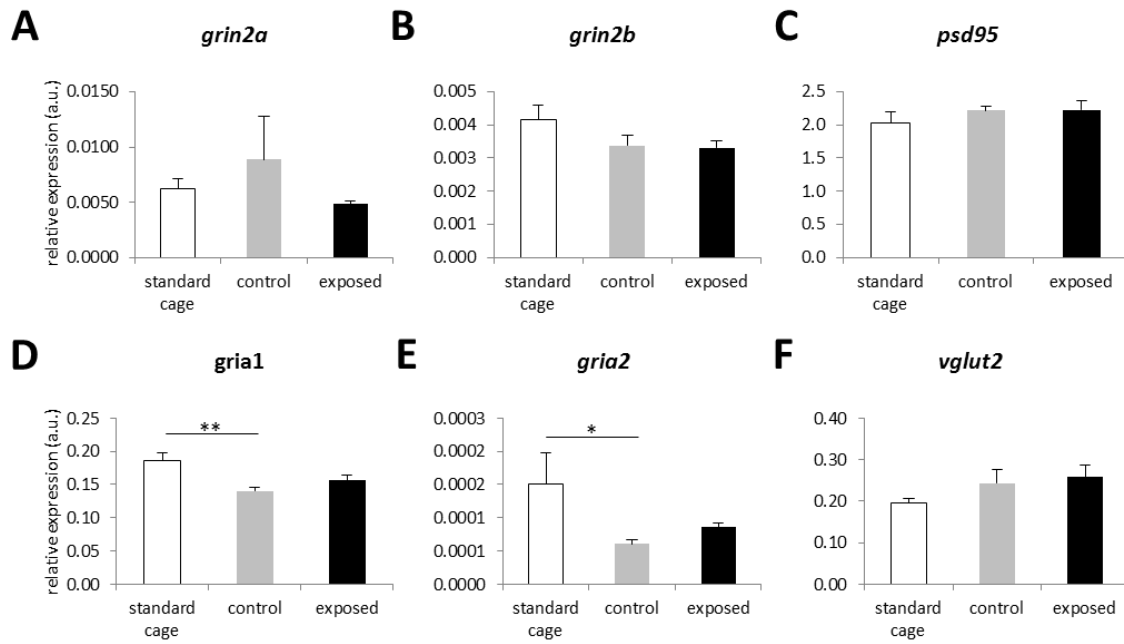 A
grin2a
relative expression (a.u.)
0.0150
0.0100
0.0050
0.0000
standard
cage
control
exposed
B
grin2b
0.005
0.004
0.003
0.002
0.001
0.000
standard
cage
control
exposed
C
psd95
2.5
2.0
1.5
1.0
0.5
0.0
standard
cage
control
exposed
D
gria1
relative expression (a.u.)
0.25
0.20
0.15
0.10
0.05
0.00
**
standard
cage
control
exposed
E
gria2
0.0003
0.0002
0.0002
0.0001
0.0001
0.0000
*
standard
cage
control
exposed
F
vglut2
0.40
0.30
0.20
0.10
0.00
standard
cage
control
exposed